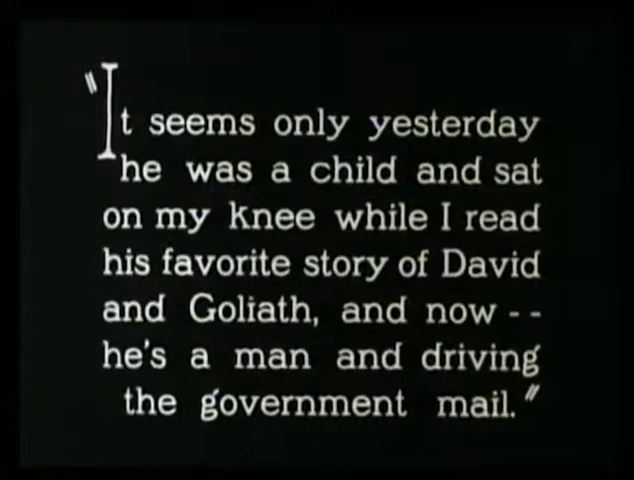 "It seems only yesterday
he was a child and sat
on my knee while I read
his favorite story of David
and Goliath, and now--
he's a man and driving
the government mail."